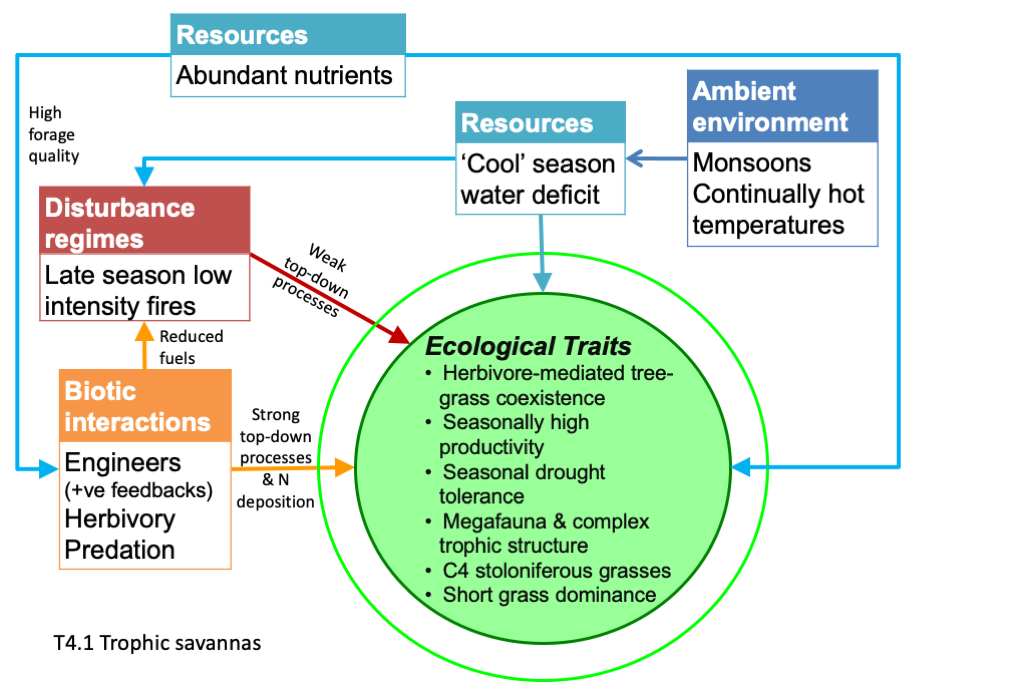 Resources
Abundant nutrients
High
forage
quality
Resources
‘Cool’ season
water deficit
Ambient
environment
Monsoons
Continually hot
temperatures
Disturbance
regimes
Late season low
intensity fires
Weak
top-down
processes
Reduced
fuels
Biotic
interactions
Engineers
(+ve feedbacks)
Herbivory
Predation
Strong
top-down
processes
& N
deposition
Ecological Traits
• Herbivore-mediated tree-
grass coexistence
• Seasonally high
productivity
• Seasonal drought
tolerance
• Megafauna & complex
trophic structure
• C4 stoloniferous grasses
• Short grass dominance
T4.1 Trophic savannas